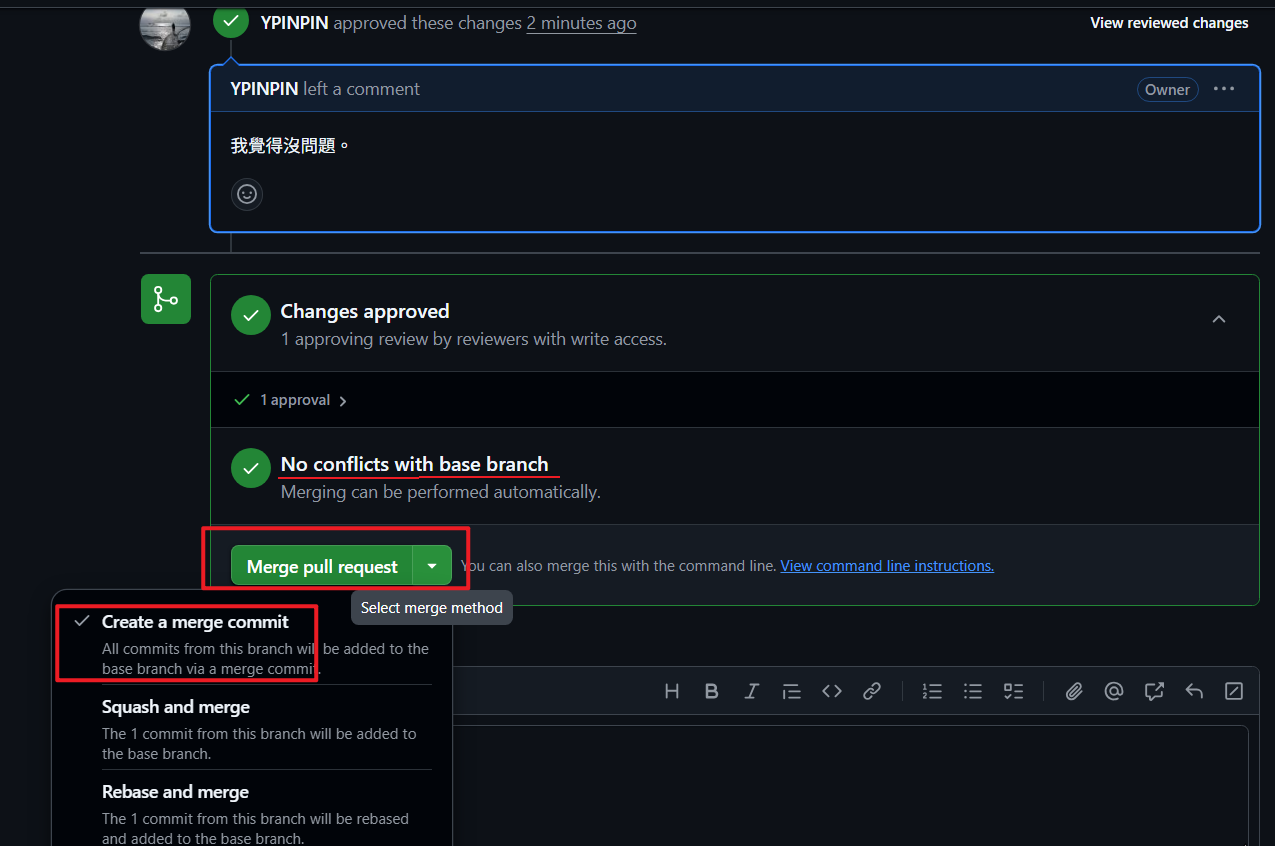 YPINPIN approved these changes 2 minutes ago
View reviewed changes
YPINPIN left a comment
Owner
我覺得沒問題。
Changes approved
1 approving review by reviewers with write access.
1 approval
No conflicts with base branch
Merging can be performed automatically.
Merge pull request
You can also merge this with the command line. View command line instructions.
Select merge method
Create a merge commit
All commits from this branch will be added to the
base branch via a merge commit.
Squash and merge
The 1 commit from this branch will be added to
the base branch.
Rebase and merge
The 1 commit from this branch will be rebased
and added to the base branch.